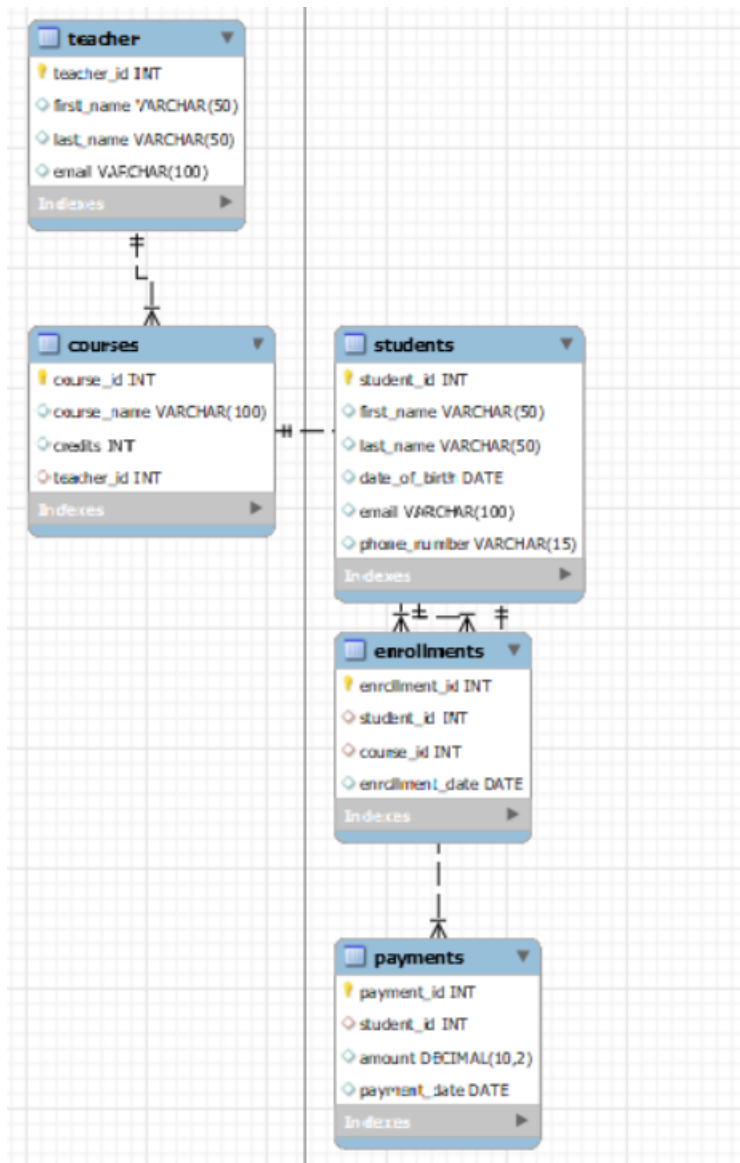 teacher
teacher_id INT
first_name VARCHAR(50)
last_name VARCHAR(50)
email VARCHAR(100)
Indexes
courses
course_id INT
course_name VARCHAR(100)
credits INT
teacher_id INT
Indexes
students
student_id INT
first_name VARCHAR(50)
last_name VARCHAR(50)
date_of_birth DATE
email VARCHAR(100)
phone_number VARCHAR(15)
Indexes
enrollments
enrollment_id INT
student_id INT
course_id INT
enrollment_date DATE
Indexes
payments
payment_id INT
student_id INT
amount DECIMAL(10,2)
payment_date DATE
Indexes